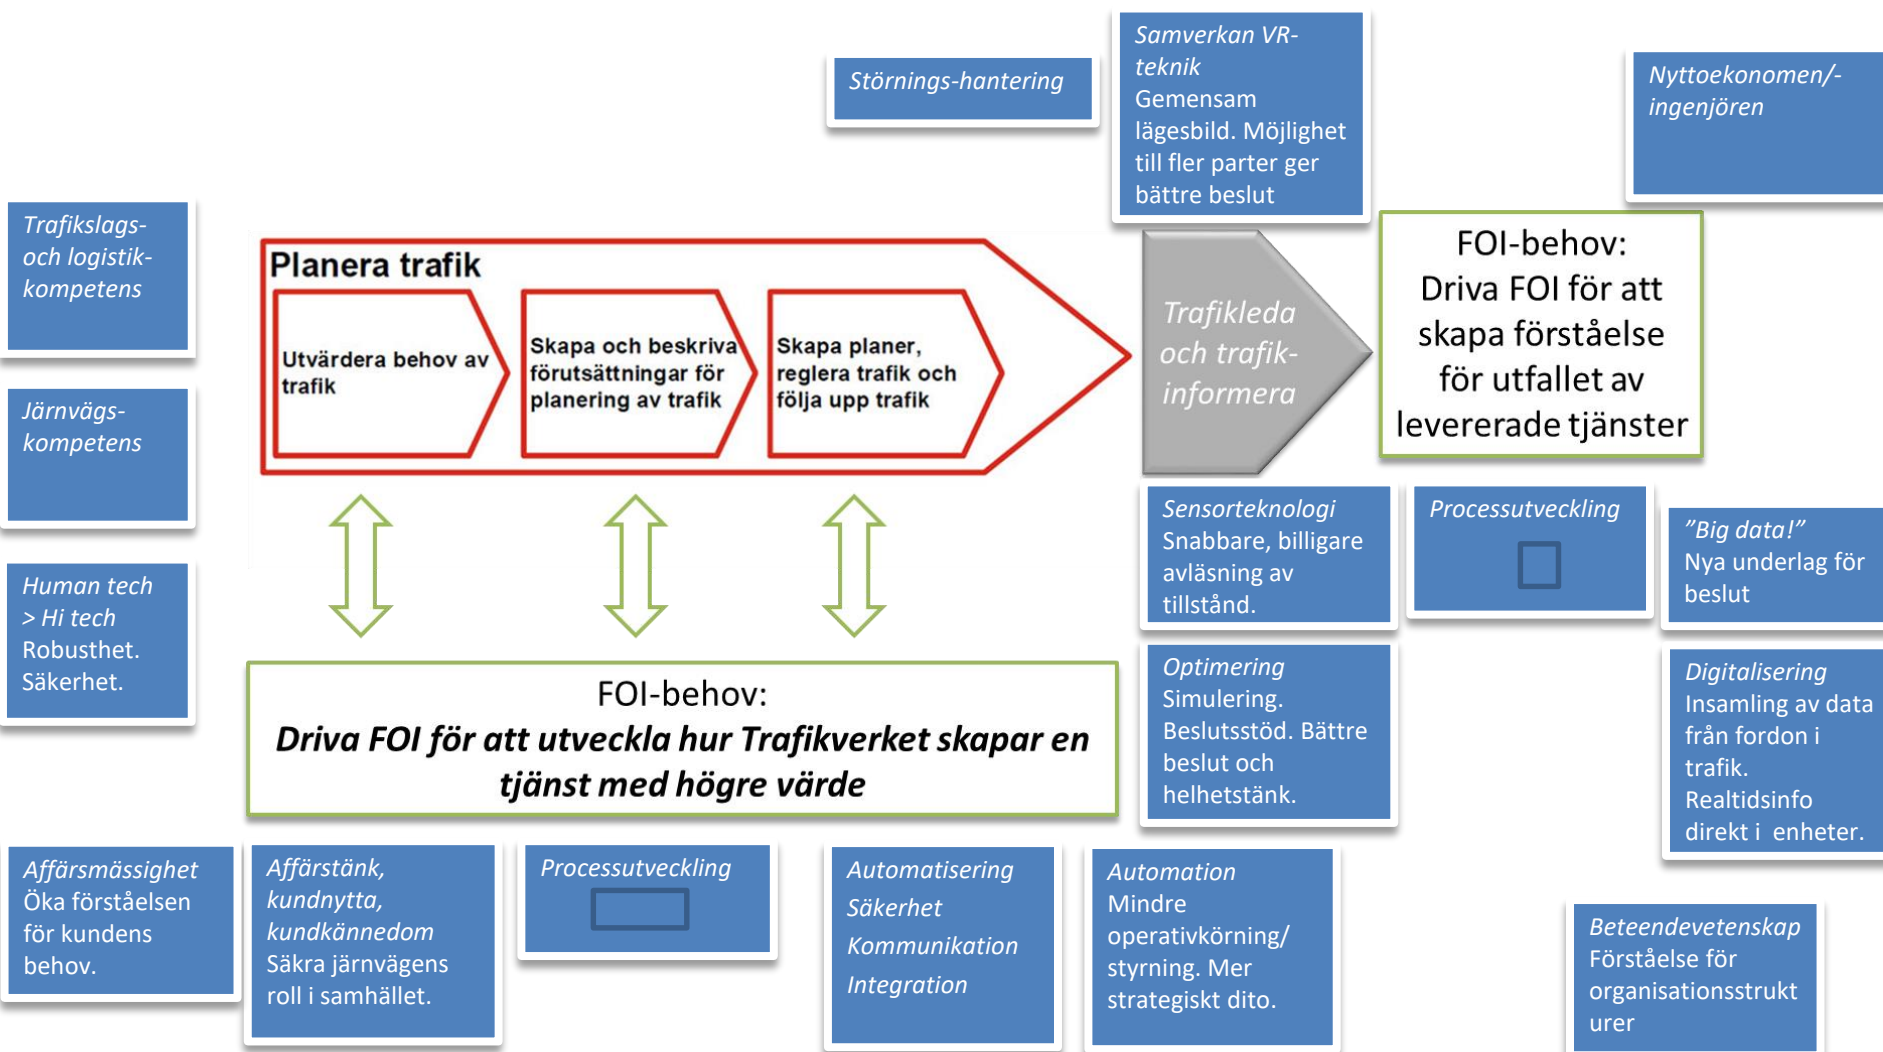 Störnings-hantering
Samverkan VR-
teknik
Gemensam
lägesbild. Möjlighet
till fler parter ger
bättre beslut
Nyttoekonomen/-
ingenjören
Trafikslags-
och logistik-
kompetens
Järnvägs-
kompetens
Human tech
> Hi tech
Robusthet.
Säkerhet.
Planera trafik
Utvärdera behov av
trafik
Skapa och beskriva
förutsättningar för
planering av trafik
Skapa planer,
reglera trafik och
följa upp trafik
Trafikleda
och trafik-
informera
FOI-behov:
Driva FOI för att
skapa förståelse
för utfallet av
levererade tjänster
Sensorteknologi
Snabbare, billigare
avläsning av
tillstånd.
Processutveckling
”Big data!”
Nya underlag för
beslut
FOI-behov:
Driva FOI för att utveckla hur Trafikverket skapar en
tjänst med högre värde
Optimering
Simulering.
Beslutsstöd. Bättre
beslut och
helhetstänk.
Digitalisering
Insamling av data
från fordon i
trafik.
Realtidsinfo
direkt i  enheter.
Affärsmässighet
Öka förståelsen
för kundens
behov.
Affärstänk,
kundnytta,
kundkännedom
Säkra järnvägens
roll i samhället.
Processutveckling
Automatisering
Säkerhet
Kommunikation
Integration
Automation
Mindre
operativkörning/
styrning. Mer
strategiskt dito.
Beteendevetenskap
Förståelse för
organisationsstrukt
urer